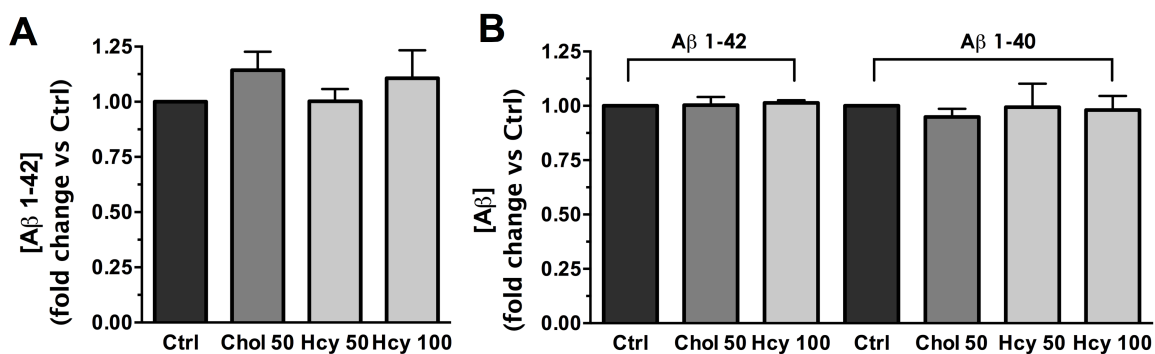 A
[Aβ 1-42]
(fold change vs Ctrl)
1.25
1.00
0.75
0.50
0.25
0.00
Ctrl Chol 50 Hcy 50 Hcy 100
B
[Aβ]
(fold change vs Ctrl)
1.25
1.00
0.75
0.50
0.25
0.00
Aβ 1-42 Aβ 1-40
Ctrl Chol 50 Hcy 100 Ctrl Chol 50 Hcy 50 Hcy 100